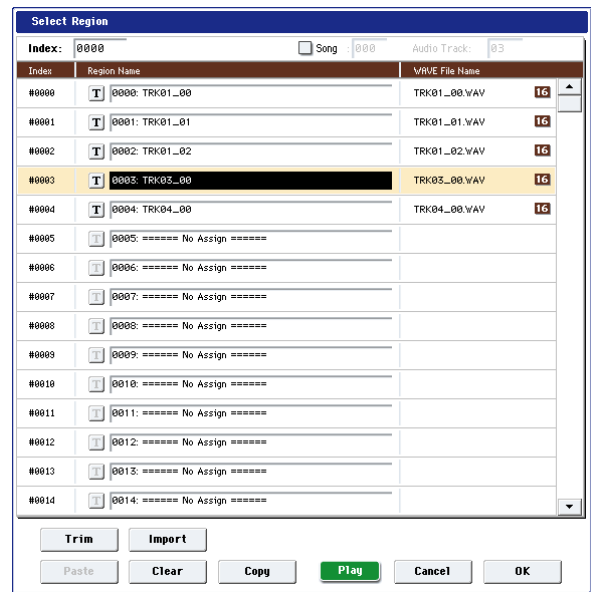 Select Region
Index: 0000 Song : 000 Audio Track: 03
Index Region Name WAVE File Name
#0000 T 0000: TRK01_00 TRK01_00.WAV 16
#0001 T 0001: TRK01_01 TRK01_01.WAV 16
#0002 T 0002: TRK01_02 TRK01_02.WAV 16
#0003 T 0003: TRK03_00 TRK03_00.WAV 16
#0004 T 0004: TRK04_00 TRK04_00.WAV 16
#0005 T 0005: ====== No Assign ======
#0006 T 0006: ====== No Assign ======
#0007 T 0007: ====== No Assign ======
#0008 T 0008: ====== No Assign ======
#0009 T 0009: ====== No Assign ======
#0010 T 0010: ====== No Assign ======
#0011 T 0011: ====== No Assign ======
#0012 T 0012: ====== No Assign ======
#0013 T 0013: ====== No Assign ======
#0014 T 0014: ====== No Assign ======
Trim Import
Paste Clear Copy Play Cancel OK